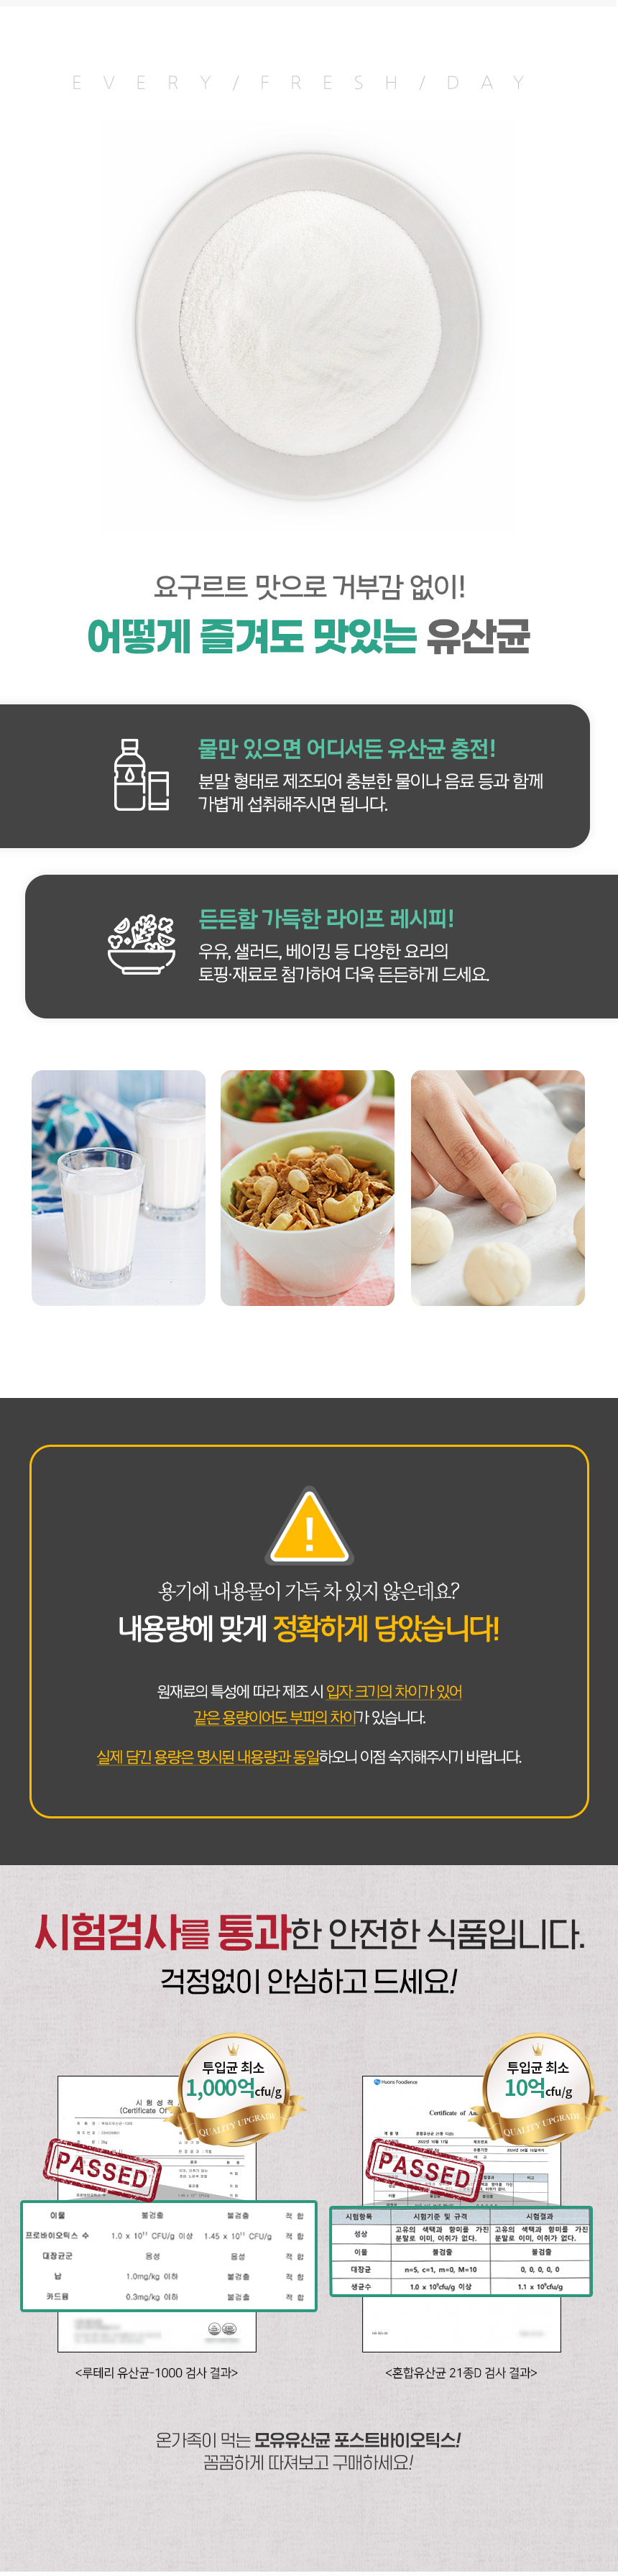 EVERY/FRESH/DAY
요구르트 맛으로 거부감 없이!
어떻게 즐겨도 맛있는 유산균
물만 있으면 어디서든 유산균 충전!
분말 형태로 제조되어 충분한 물이나 음료 등과 함께
가볍게 섭취해주시면 됩니다.
든든함 가득한 라이프 레시피!
우유, 샐러드, 베이킹 등 다양한 요리의
토핑·재료로 첨가하여 더욱 든든하게 드세요.
용기에 내용물이 가득 차 있지 않은데요?
내용량에 맞게 정확하게 담았습니다!
원재료의 특성에 따라 제조 시 입자 크기의 차이가 있어
같은 용량이어도 부피의 차이가 있습니다.
실제 담긴 용량은 명시된 내용량과 동일하오니 이점 숙지해주시기 바랍니다.
시험검사를 통과한 안전한 식품입니다.
걱정없이 안심하고 드세요!
투입균 최소
1,000억cfu/g
QUALITY UPGRADE
시 험 성 적
(Certificate Of
PASSED
이물 불검출 불검출 적 합
프로바이오틱스 수 1.0 x 10¹¹ CFU/g 이상 1.45 x 10¹¹ CFU/g 적 합
대장균군 음성 음성 적 합
납 1.0mg/kg 이하 불검출 적 합
카드뮴 0.3mg/kg 이하 불검출 적 합
<루테리 유산균-1000 검사 결과>
투입균 최소
10억cfu/g
QUALITY UPGRADE
Huons Foodience
Certificate of An
PASSED
시험항목 시험기준 및 규격 시험결과
성상 고유의 색택과 향미를 가진 분말로 이미, 이취가 없다. 고유의 색택과 향미를 가진 분말로 이미, 이취가 없다.
이물 불검출 불검출
대장균 n=5, c=1, m=0, M=10 0, 0, 0, 0, 0
생균수 1.0 x 10⁹cfu/g 이상 1.1 x 10⁹cfu/g
<혼합유산균 21종D 검사 결과>
온가족이 먹는 모유유산균 포스트바이오틱스!
꼼꼼하게 따져보고 구매하세요!